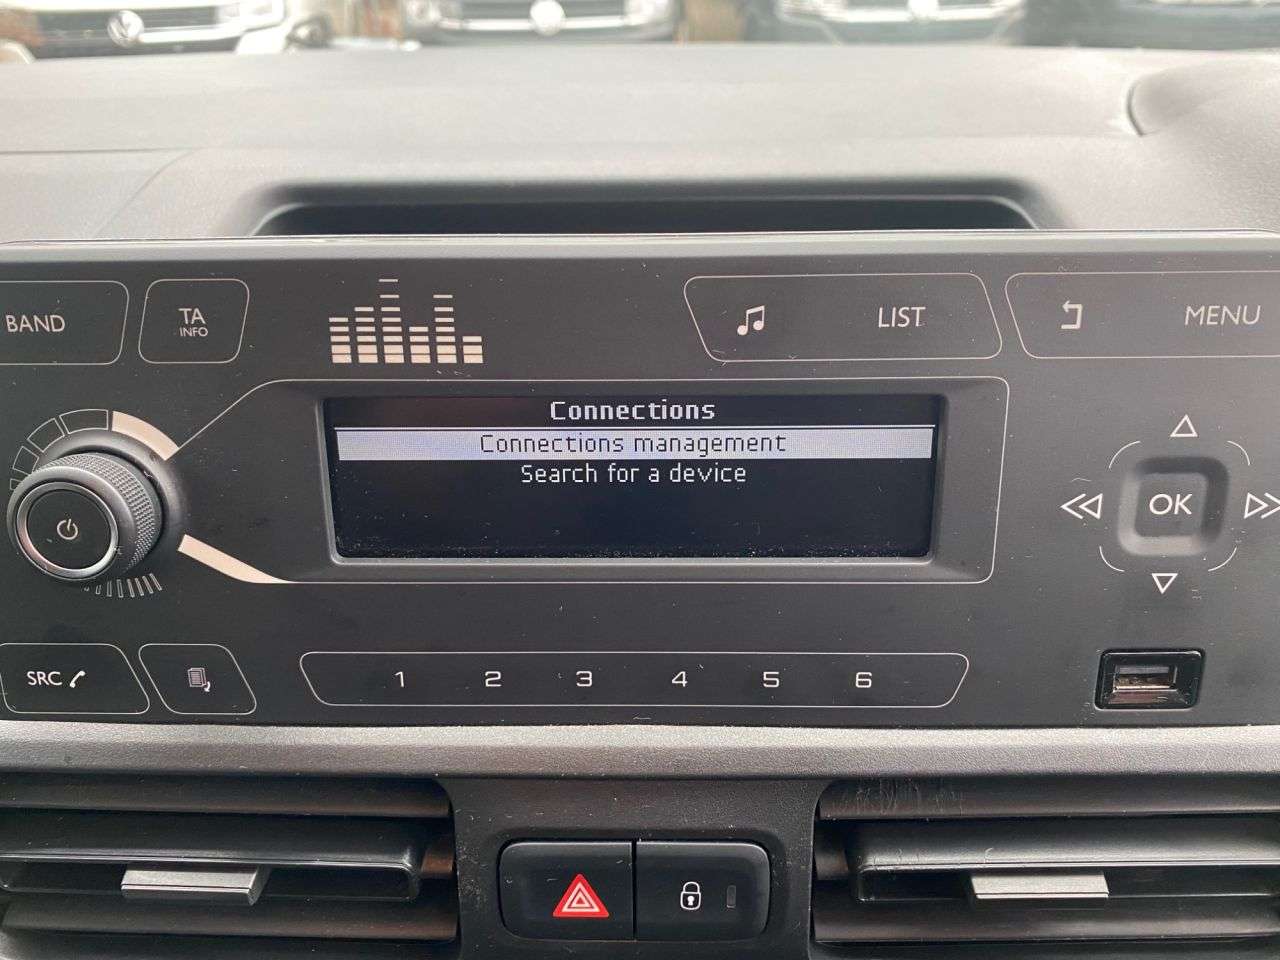 BAND
TA
INFO
LIST
MENU
Connections
Connections management
Search for a device
OK
SRC
1 2 3 4 5 6